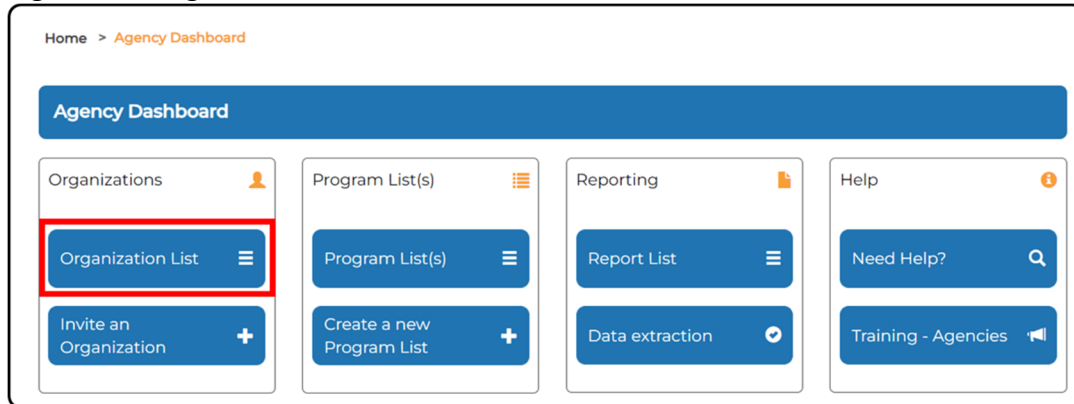 Home > Agency Dashboard
Agency Dashboard
Organizations
Organization List
Invite an
Organization
Program List(s)
Program List(s)
Create a new
Program List
Reporting
Report List
Data extraction
Help
Need Help?
Training - Agencies